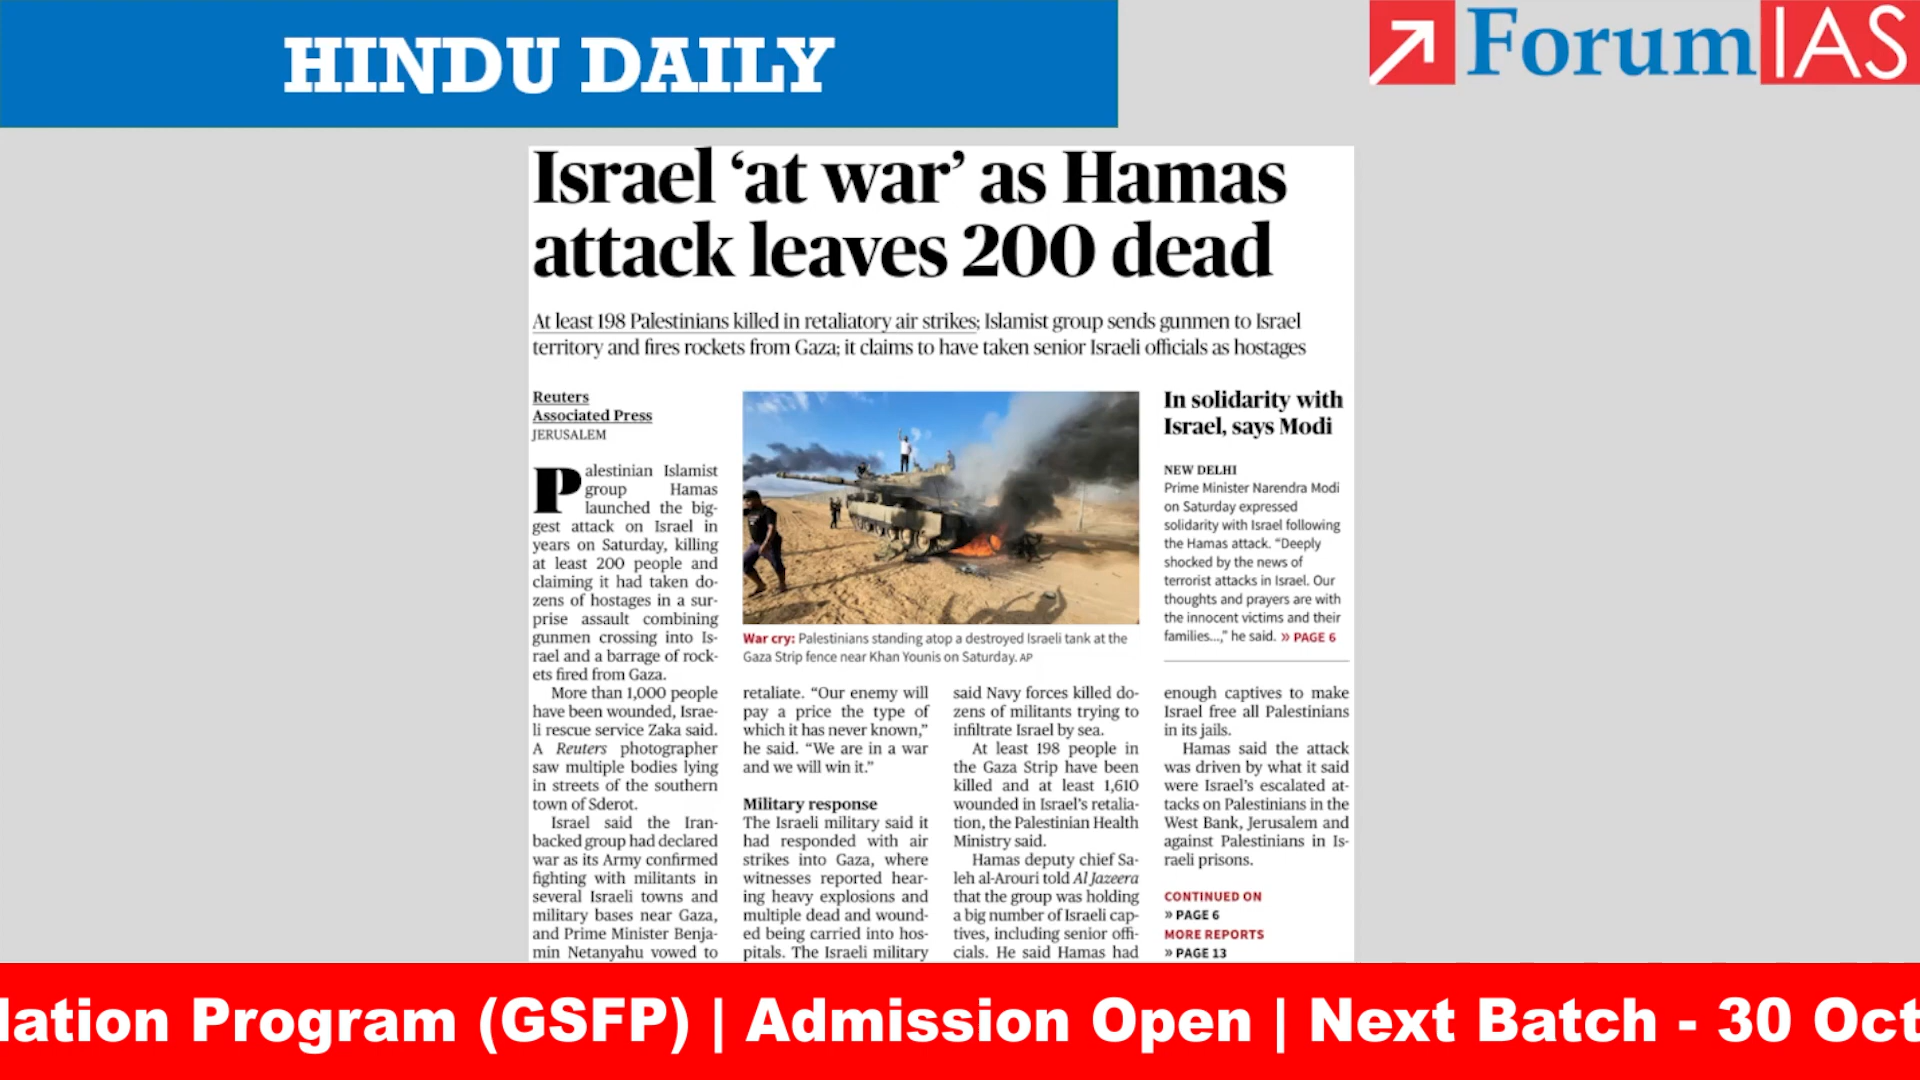 HINDU DAILY
Forum IAS
Israel ‘at war’ as Hamas
attack leaves 200 dead
At least 198 Palestinians killed in retaliatory air strikes; Islamist group sends gunmen to Israel
territory and fires rockets from Gaza; it claims to have taken senior Israeli officials as hostages
Reuters
Associated Press
JERUSALEM
Palestinian Islamist
group Hamas
launched the big-
gest attack on Israel in
years on Saturday, killing
at least 200 people and
claiming it had taken do-
zens of hostages in a sur-
prise assault combining
gunmen crossing into Is-
rael and a barrage of rock-
ets fired from Gaza.
More than 1,000 people
have been wounded, Israe-
li rescue service Zaka said.
A Reuters photographer
saw multiple bodies lying
in streets of the southern
town of Sderot.
Israel said the Iran-
backed group had declared
war as its Army confirmed
fighting with militants in
several Israeli towns and
military bases near Gaza,
and Prime Minister Benja-
min Netanyahu vowed to
War cry: Palestinians standing atop a destroyed Israeli tank at the
Gaza Strip fence near Khan Younis on Saturday. AP
retaliate. “Our enemy will
pay a price the type of
which it has never known,”
he said. “We are in a war
and we will win it.”
Military response
The Israeli military said it
had responded with air
strikes into Gaza, where
witnesses reported hear-
ing heavy explosions and
multiple dead and wound-
ed being carried into hos-
pitals. The Israeli military
said Navy forces killed do-
zens of militants trying to
infiltrate Israel by sea.
At least 198 people in
the Gaza Strip have been
killed and at least 1,610
wounded in Israel’s retalia-
tion, the Palestinian Health
Ministry said.
Hamas deputy chief Sa-
leh al-Arouri told Al Jazeera
that the group was holding
a big number of Israeli cap-
tives, including senior offi-
cials. He said Hamas had
In solidarity with
Israel, says Modi
NEW DELHI
Prime Minister Narendra Modi
on Saturday expressed
solidarity with Israel following
the Hamas attack. “Deeply
shocked by the news of
terrorist attacks in Israel. Our
thoughts and prayers are with
the innocent victims and their
families...,” he said. » PAGE 6
enough captives to make
Israel free all Palestinians
in its jails.
Hamas said the attack
was driven by what it said
were Israel’s escalated at-
tacks on Palestinians in the
West Bank, Jerusalem and
against Palestinians in Is-
raeli prisons.
CONTINUED ON
» PAGE 6
MORE REPORTS
» PAGE 13
dation Program (GSFP) | Admission Open | Next Batch - 30 Oct